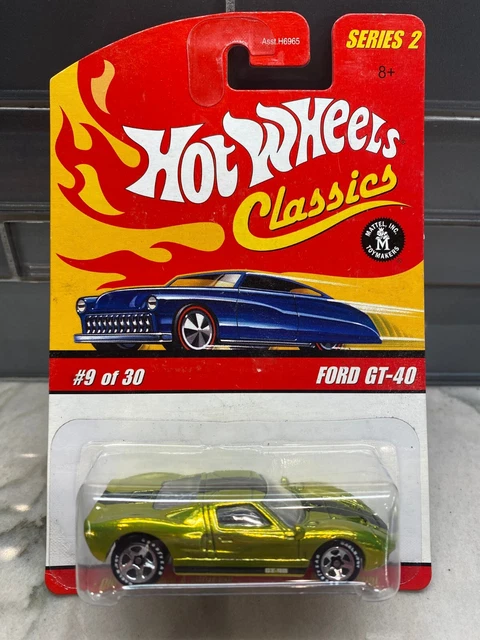 Asst.H6965
SERIES 2
8+
Hot Wheels
Classics
MATTEL, INC.
M
TOYMAKERS
#9 of 30
FORD GT-40